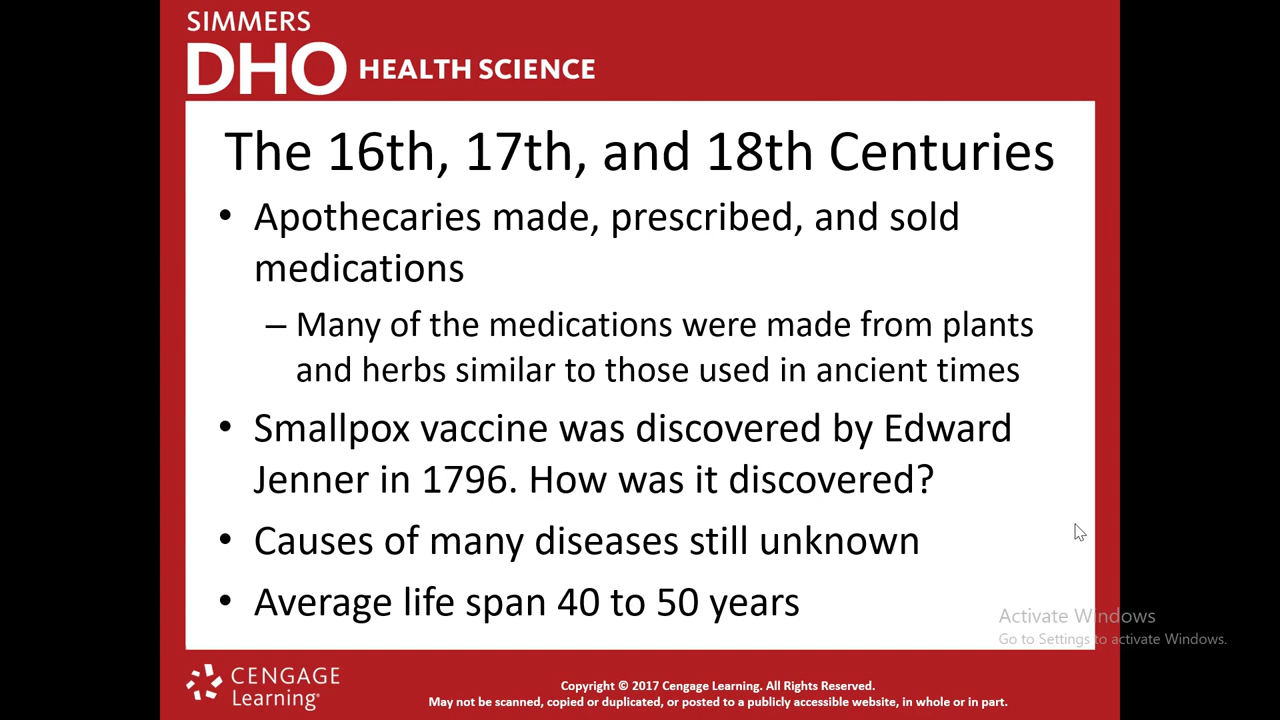 SIMMERS
DHO HEALTH SCIENCE
The 16th, 17th, and 18th Centuries
• Apothecaries made, prescribed, and sold
medications
– Many of the medications were made from plants
and herbs similar to those used in ancient times
• Smallpox vaccine was discovered by Edward
Jenner in 1796. How was it discovered?
• Causes of many diseases still unknown
• Average life span 40 to 50 years
Activate Windows
Go to Settings to activate Windows.
CENGAGE
Learning®
Copyright © 2017 Cengage Learning. All Rights Reserved.
May not be scanned, copied or duplicated, or posted to a publicly accessible website, in whole or in part.